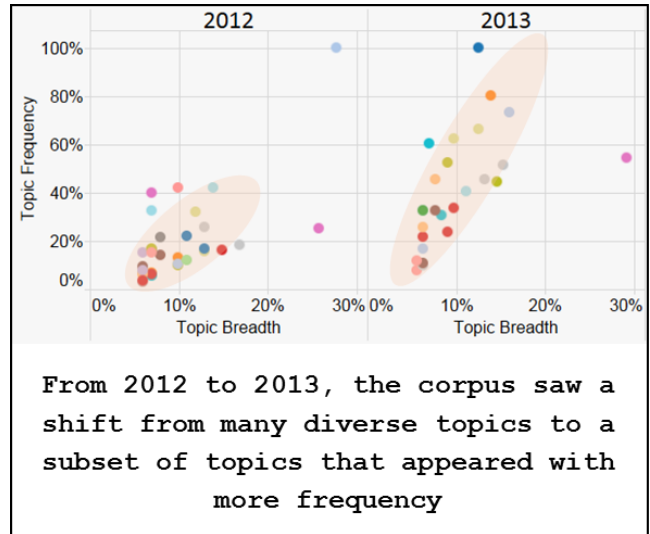 2012 2013
100%
80%
60%
40%
20%
0%
Topic Frequency
0% 10% 20% 30% 0% 10% 20% 30%
Topic Breadth Topic Breadth
From 2012 to 2013, the corpus saw a
shift from many diverse topics to a
subset of topics that appeared with
more frequency